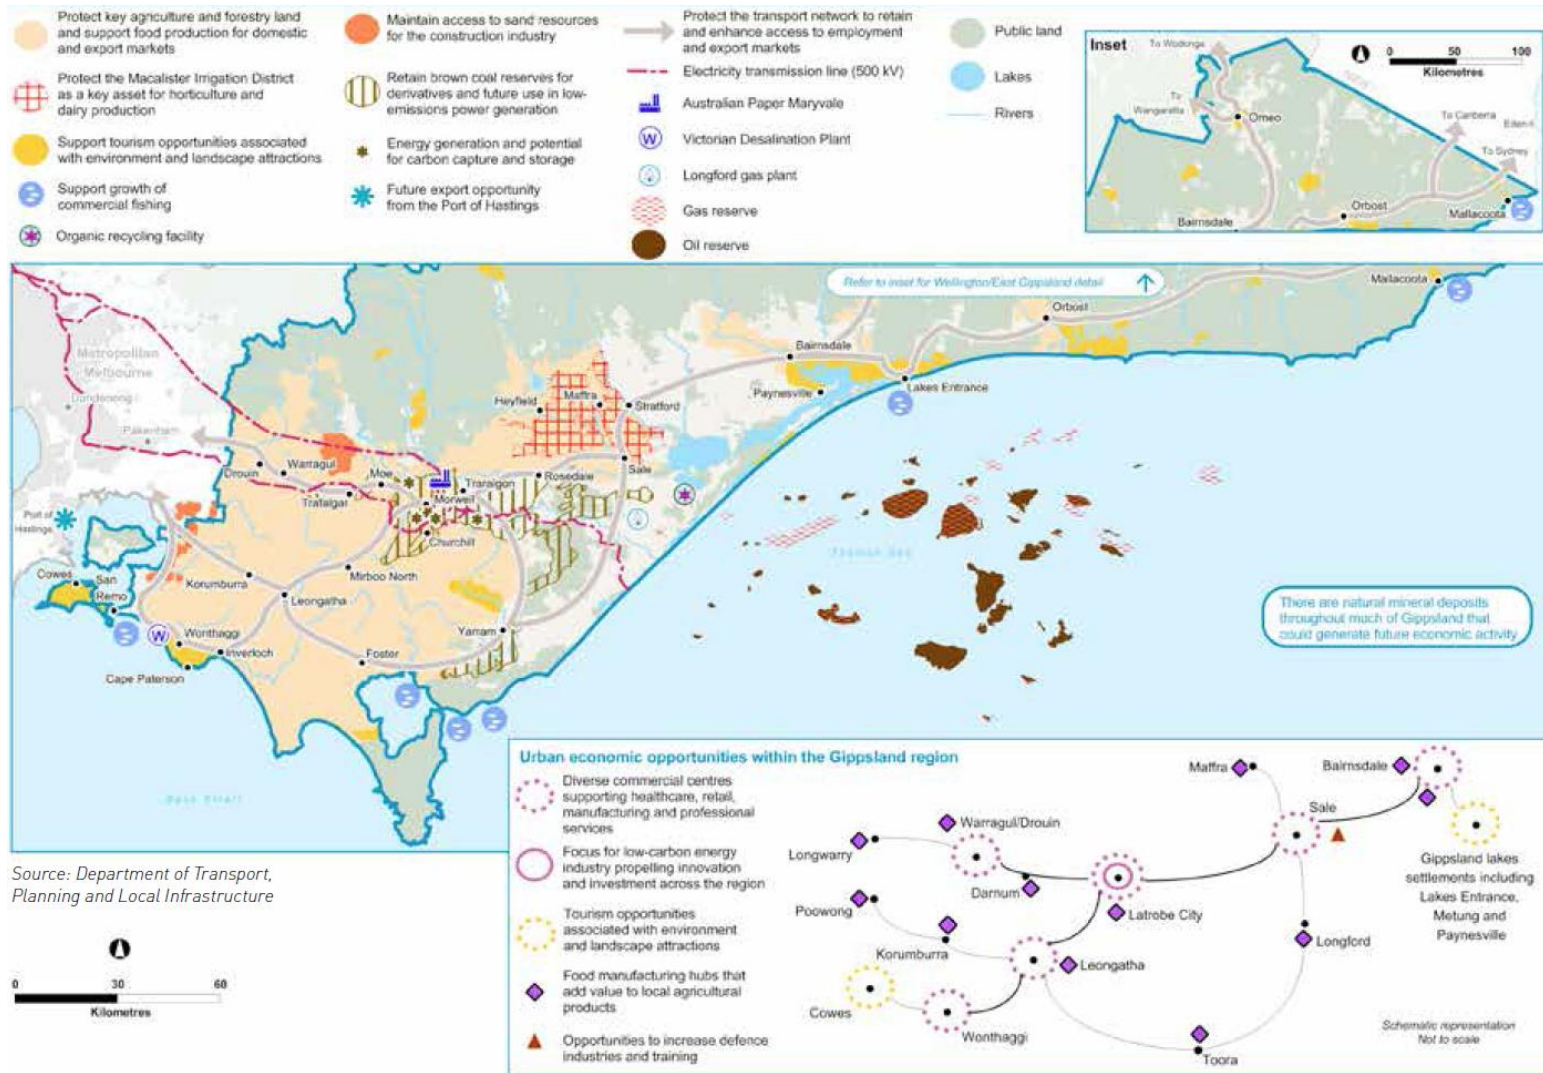 Protect key agriculture and forestry land
and support food production for domestic
and export markets
Protect the Macalister Irrigation District
as a key asset for horticulture and
dairy production
Support tourism opportunities associated
with environment and landscape attractions
Support growth of
commercial fishing
Organic recycling facility
Maintain access to sand resources
for the construction industry
Retain brown coal reserves for
derivatives and future use in low-
emissions power generation
Energy generation and potential
for carbon capture and storage
Future export opportunity
from the Port of Hastings
Protect the transport network to retain
and enhance access to employment
and export markets
Electricity transmission line (500 kV)
Australian Paper Maryvale
W
Victorian Desalination Plant
Longford gas plant
Gas reserve
Oil reserve
Public land
Lakes
Rivers
Inset
0 50 100
Kilometres
To Wodonga
To
Wangaratta
Omeo
To Canberra
Eden
To Sydney
Orbost
Mallacoota
Bairnsdale
Refer to inset for Wellington/East Gippsland detail
Mallacoota
Orbost
Bairnsdale
Lakes Entrance
Paynesville
Metropolitan
Melbourne
Dandenong
Pakenham
Heyfield
Maffra
Stratford
Sale
Drouin
Warragul
Moe
Trafalgar
Morwell
Traralgon
Rosedale
Churchill
Port of
Hastings
Cowes
San
Remo
Korumburra
Mirboo North
Leongatha
W
Wonthaggi
Inverloch
Cape Paterson
Foster
Yarram
Tasman Sea
Bass Strait
There are natural mineral deposits
throughout much of Gippsland that
could generate future economic activity
Source: Department of Transport,
Planning and Local Infrastructure
0 30 60
Kilometres
Urban economic opportunities within the Gippsland region
Diverse commercial centres
supporting healthcare, retail,
manufacturing and professional
services
Focus for low-carbon energy
industry propelling innovation
and investment across the region
Tourism opportunities
associated with environment
and landscape attractions
Food manufacturing hubs that
add value to local agricultural
products
Opportunities to increase defence
industries and training
Maffra
Bairnsdale
Sale
Warragul/Drouin
Longwarry
Darnum
Latrobe City
Poowong
Korumburra
Leongatha
Cowes
Wonthaggi
Toora
Longford
Gippsland lakes
settlements including
Lakes Entrance,
Metung and
Paynesville
Schematic representation
Not to scale